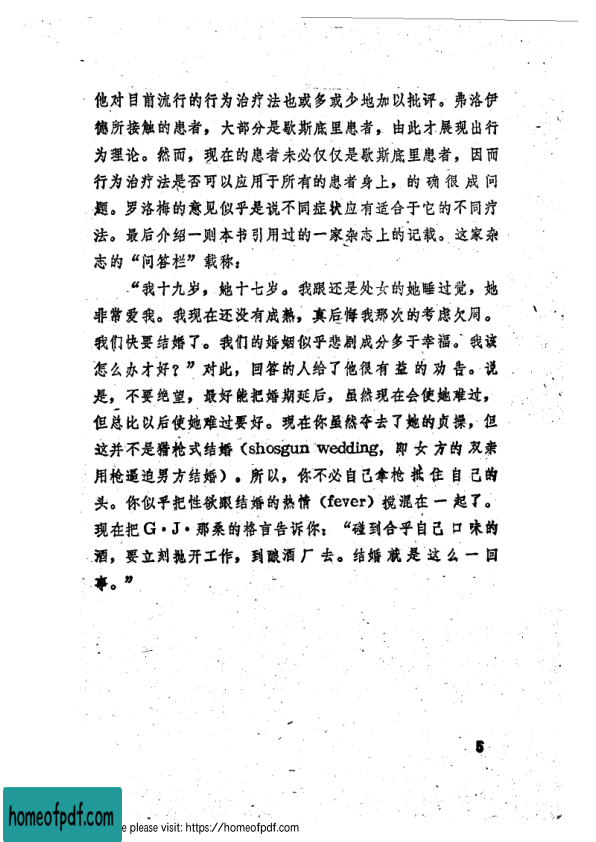 他对目前流行的行为治疗法也或多或少地加以批评。弗洛伊
德所接触的患者，大部分是歇斯底里患者，由此才展现出行
为理论。然而，现在的患者未必仅仅是歇斯底里患者，因而
行为治疗法是否可以应用于所有的患者身上，的确很成问
题。罗洛梅的意见似乎是说不同症状应有适合于它的不同疗
法。最后介绍一则本书引用过的一家杂志上的记载。这家杂
志的“问答栏”载称：
“我十九岁，她十七岁。我跟还是处女的她睡过觉，她
非常爱我。我现在还没有成熟，真后悔我那次的考虑欠周。
我们快要结婚了。我们的婚姻似乎悲剧成分多于幸福。我该
怎么办才好？”对此，回答的人给了他很有益的劝告。说
是，不要绝望，最好能把婚期延后，虽然现在会使她难过，
但总比以后使她难过要好。现在你虽然夺去了她的贞操，但
这并不是猎枪式结婚（shosgun wedding，即女方的双亲
用枪逼迫男方结婚）。所以，你不必自己拿枪抵住自己的
头。你似乎把性欲跟结婚的热情（fever）搅混在一起了。
现在把G·J·那桑的格言告诉你：“碰到合乎自己口味的
酒，要立刻抛开工作，到酿酒厂去。结婚就是这么一回
事。”
5
homeofpdf.com
e please visit: https://homeofpdf.com